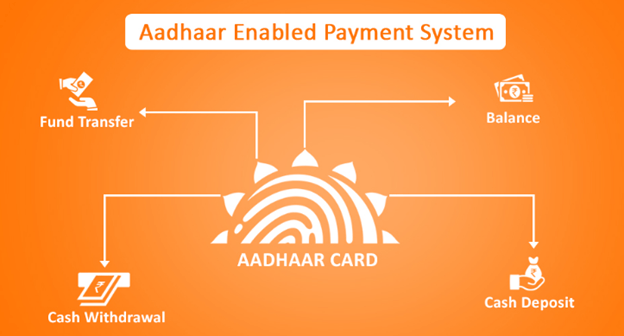 Aadhaar Enabled Payment System
Fund Transfer
Balance
AADHAAR CARD
Cash Withdrawal
Cash Deposit